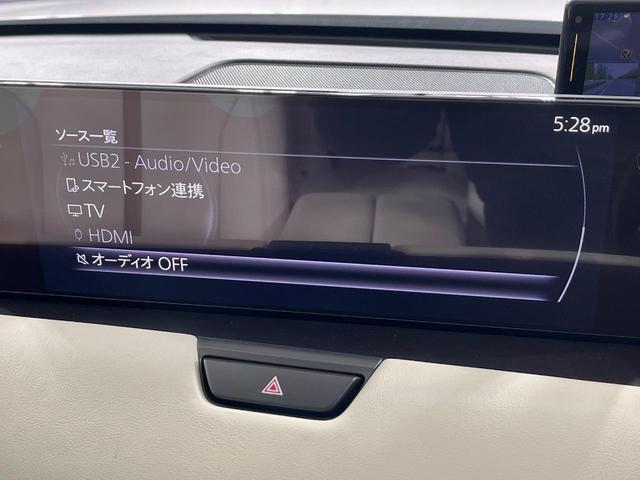 ソース一覧
5:28pm
USB2 - Audio/Video
スマートフォン連携
TV
HDMI
オーディオ OFF